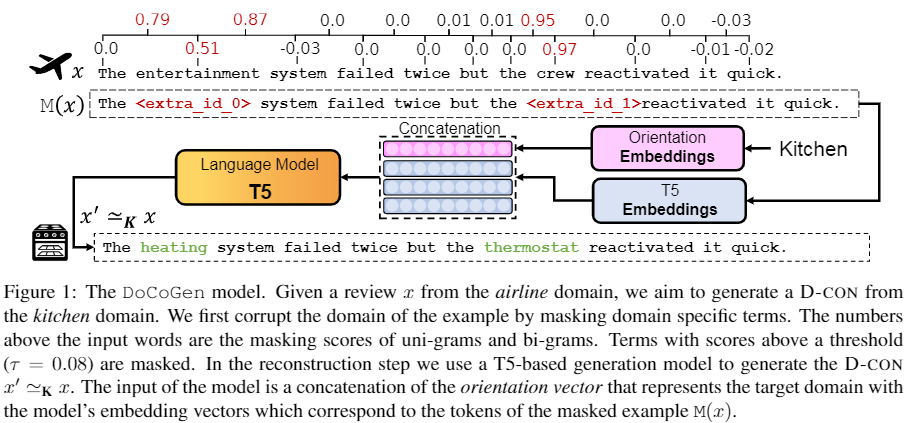 0.79 0.87 0.0 0.0 0.01 0.01 0.95 0.0 0.0 -0.03
0.0 0.51 -0.03 0.0 0.0 0.0 0.0 0.97 0.0 -0.01 -0.02
x The entertainment system failed twice but the crew reactivated it quick.
M(x) The <extra_id_0> system failed twice but the <extra_id_1>reactivated it quick.
Concatenation
Orientation
Embeddings
Kitchen
Language Model
T5
T5
Embeddings
x′ ≃K x
The heating system failed twice but the thermostat reactivated it quick.
Figure 1: The DoCoGen model. Given a review x from the airline domain, we aim to generate a D-CON from
the kitchen domain. We first corrupt the domain of the example by masking domain specific terms. The numbers
above the input words are the masking scores of uni-grams and bi-grams. Terms with scores above a threshold
(τ = 0.08) are masked. In the reconstruction step we use a T5-based generation model to generate the D-CON
x′ ≃K x. The input of the model is a concatenation of the orientation vector that represents the target domain with
the model's embedding vectors which correspond to the tokens of the masked example M(x).